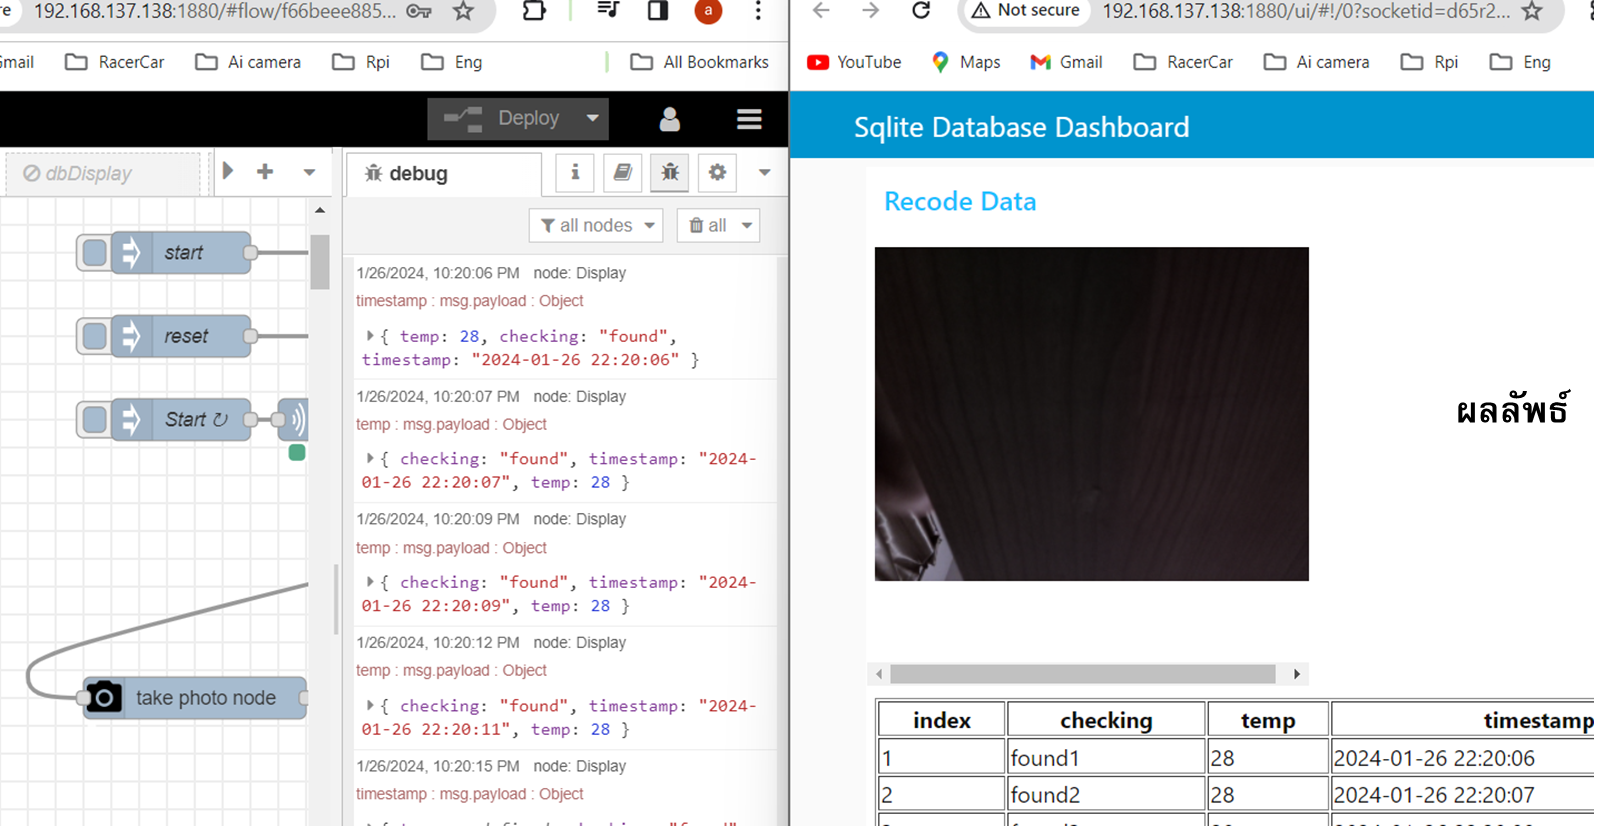 re
192.168.137.138:1880/#flow/f66beee885...
a
Gmail
RacerCar
Ai camera
Rpi
Eng
All Bookmarks
Deploy
dbDisplay
debug
i
all nodes
all
start
reset
Start ↻
take photo node
1/26/2024, 10:20:06 PM node: Display
timestamp : msg.payload : Object
{ temp: 28, checking: "found",
timestamp: "2024-01-26 22:20:06" }
1/26/2024, 10:20:07 PM node: Display
temp : msg.payload : Object
{ checking: "found", timestamp: "2024-
01-26 22:20:07", temp: 28 }
1/26/2024, 10:20:09 PM node: Display
temp : msg.payload : Object
{ checking: "found", timestamp: "2024-
01-26 22:20:09", temp: 28 }
1/26/2024, 10:20:12 PM node: Display
temp : msg.payload : Object
{ checking: "found", timestamp: "2024-
01-26 22:20:11", temp: 28 }
1/26/2024, 10:20:15 PM node: Display
timestamp : msg.payload : Object
Not secure
192.168.137.138:1880/ui/#!/0?socketid=d65r2...
YouTube
Maps
Gmail
RacerCar
Ai camera
Rpi
Eng
Sqlite Database Dashboard
Recode Data
ผลลัพธ์
index checking temp timestamp
1 found1 28 2024-01-26 22:20:06
2 found2 28 2024-01-26 22:20:07